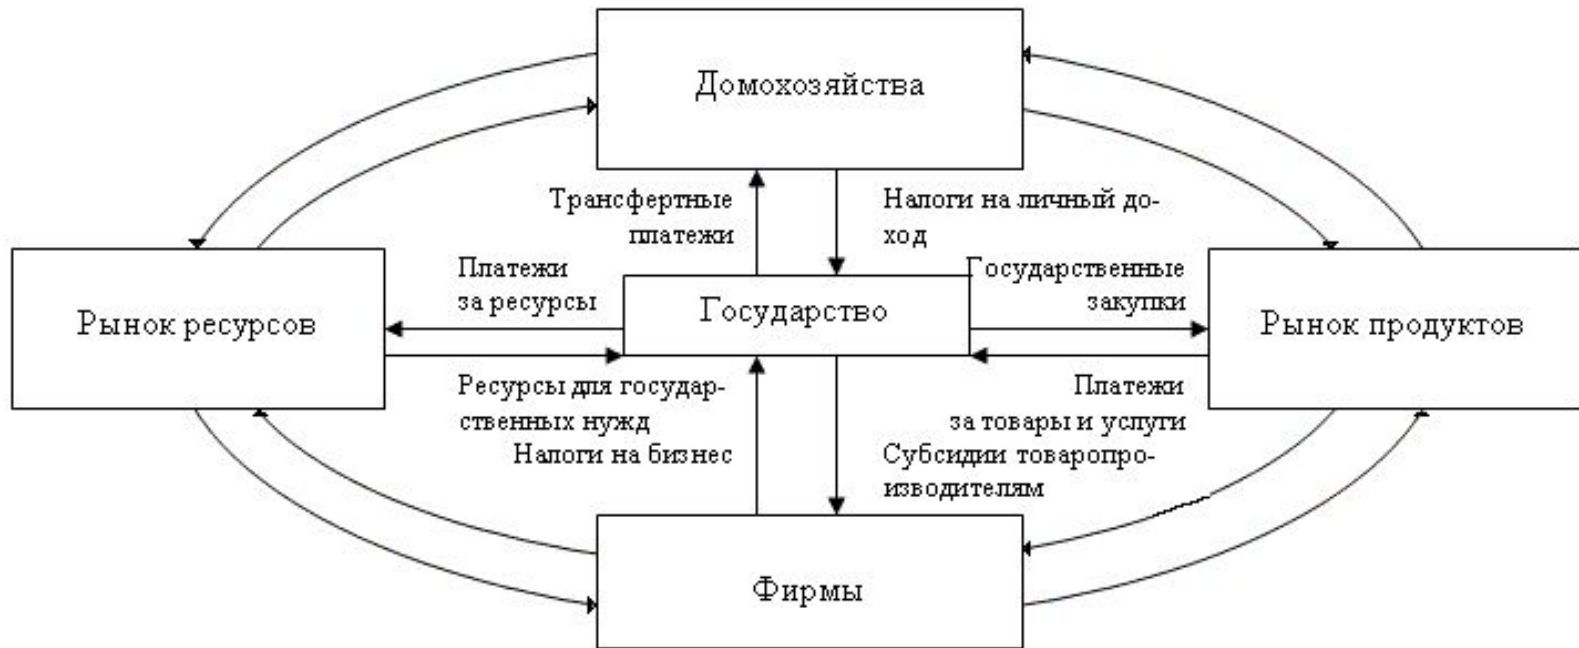 Домохозяйства
Трансфертные
платежи
Налоги на личный до-
ход
Платежи
за ресурсы
Государственные
закупки
Рынок ресурсов
Государство
Рынок продуктов
Ресурсы для государ-
ственных нужд
Платежи
за товары и услуги
Налоги на бизнес
Субсидии товаропро-
изводителям
Фирмы